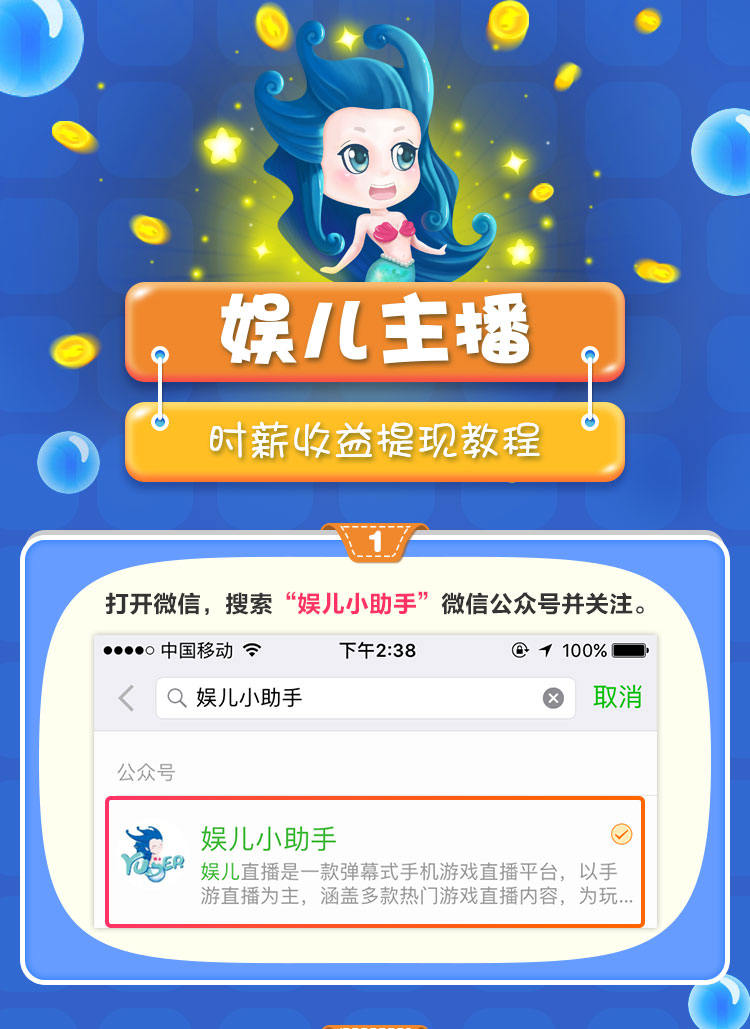 娱儿主播
时薪收益提现教程
1
打开微信，搜索“娱儿小助手”微信公众号并关注。
中国移动 下午2:38 100%
娱儿小助手 取消
公众号
娱儿小助手
YUSER
娱儿直播是一款弹幕式手机游戏直播平台，以手
游直播为主，涵盖多款热门游戏直播内容，为玩...